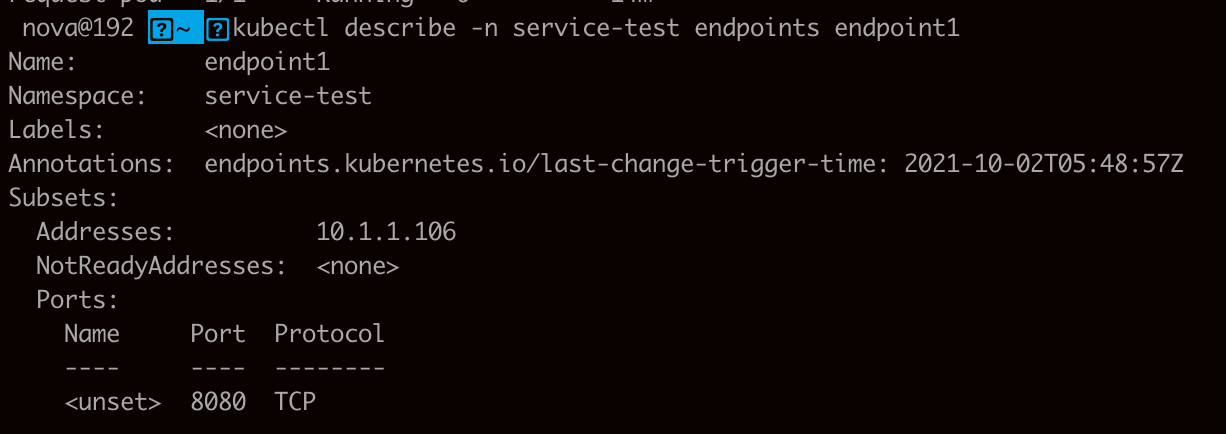 nova@192 ~ kubectl describe -n service-test endpoints endpoint1
Name: endpoint1
Namespace: service-test
Labels: <none>
Annotations: endpoints.kubernetes.io/last-change-trigger-time: 2021-10-02T05:48:57Z
Subsets:
Addresses: 10.1.1.106
NotReadyAddresses: <none>
Ports:
Name Port Protocol
---- ---- --------
<unset> 8080 TCP